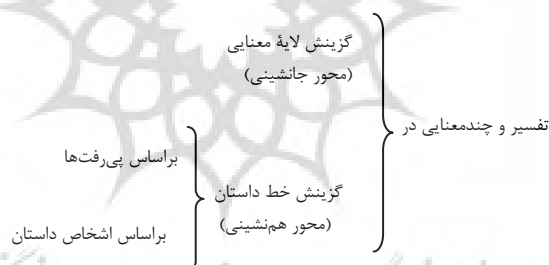 تفسیر و چندمعنایی در
گزینش لایۀ معنایی
(محور جانشینی)
گزینش خط داستان
(محور هم‌نشینی)
براساس پی‌رفت‌ها
براساس اشخاص داستان